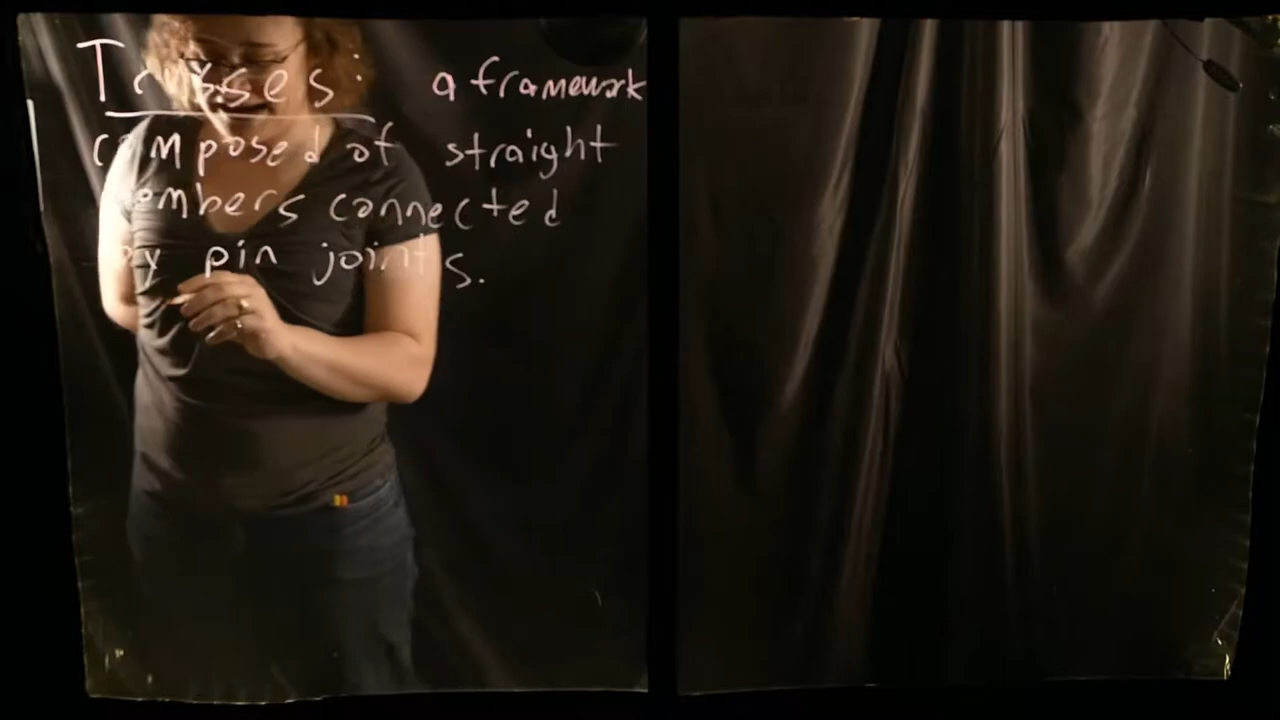 Trusses: a framework
composed of straight
members connected
by pin joints.